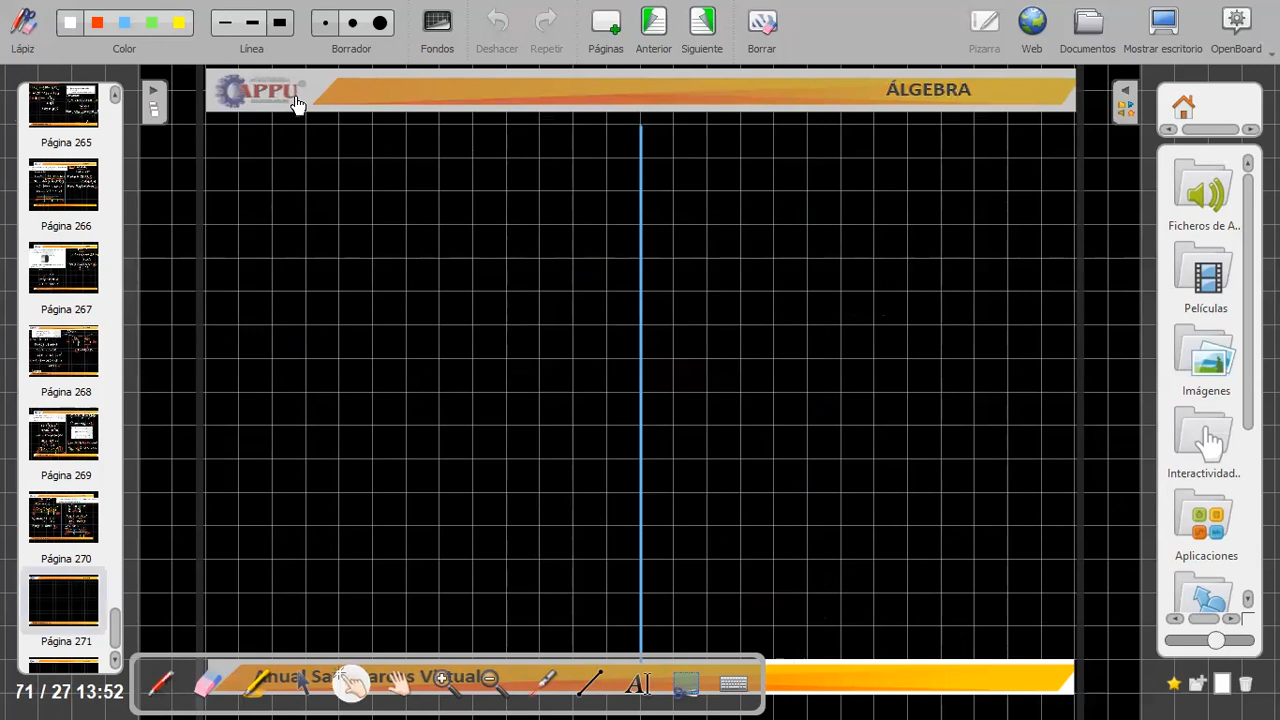 Lápiz
Color
Línea
Borrador
Fondos
Deshacer
Repetir
Páginas
Anterior
Siguiente
Borrar
Pizarra
Web
Documentos
Mostrar escritorio
OpenBoard
APPU
ÁLGEBRA
Página 265
Página 266
Página 267
Página 268
Página 269
Página 270
Página 271
Ficheros de A..
Películas
Imágenes
Interactividad..
Aplicaciones
Virtual
71 / 27 13:52